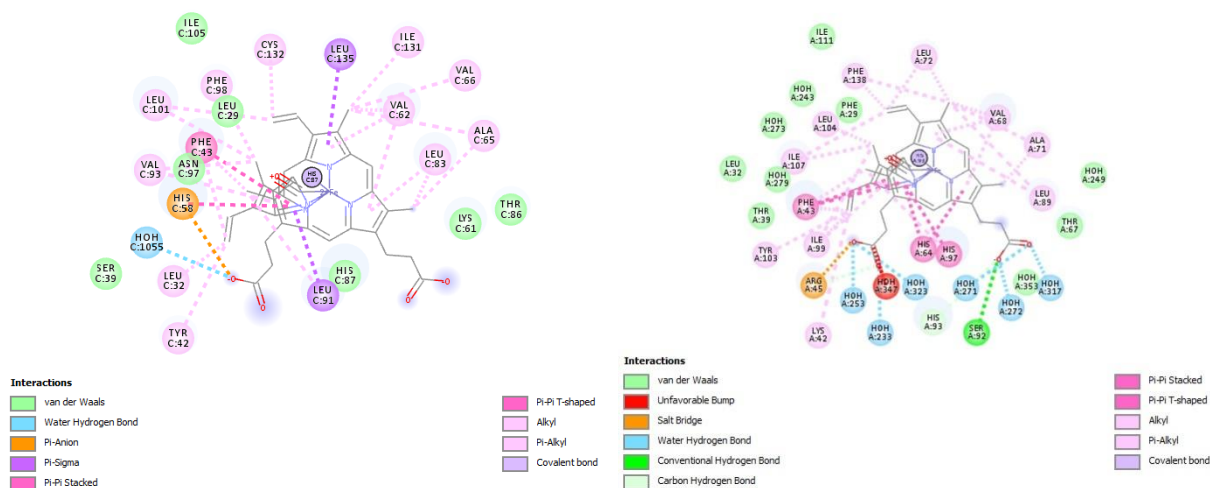 ILE
C:105
CYS
C:132
LEU
C:135
ILE
C:131
VAL
C:66
PHE
C:98
LEU
C:101
LEU
C:29
VAL
C:62
ALA
C:65
PHE
C:43
LEU
C:83
VAL
C:93
ASN
C:97
HIS
C:87
HIS
C:58
THR
C:86
LYS
C:61
HOH
C:1055
SER
C:39
LEU
C:32
HIS
C:87
LEU
C:91
TYR
C:42
Interactions
van der Waals
Water Hydrogen Bond
Pi-Anion
Pi-Sigma
Pi-Pi Stacked
Pi-Pi T-shaped
Alkyl
Pi-Alkyl
Covalent bond
ILE
A:111
LEU
A:72
PHE
A:138
HOH
A:243
PHE
A:29
LEU
A:104
VAL
A:68
HOH
A:273
ALA
A:71
ILE
A:107
LEU
A:32
HOH
A:279
HOH
A:249
LEU
A:89
PHE
A:43
THR
A:39
THR
A:67
ILE
A:99
TYR
A:103
HIS
A:64
HIS
A:97
ARG
A:45
HOH
A:347
HOH
A:323
HOH
A:271
HOH
A:353
HOH
A:317
HOH
A:253
HOH
A:272
HIS
A:93
LYS
A:42
HOH
A:233
SER
A:92
Interactions
van der Waals
Unfavorable Bump
Salt Bridge
Water Hydrogen Bond
Conventional Hydrogen Bond
Carbon Hydrogen Bond
Pi-Pi Stacked
Pi-Pi T-shaped
Alkyl
Pi-Alkyl
Covalent bond